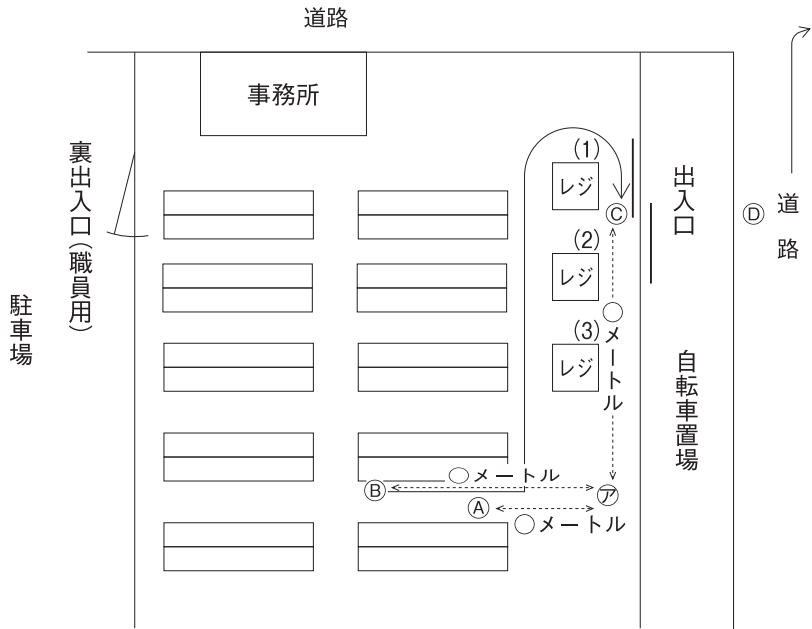 道路
事務所
裏出入口(職員用)
駐車場
(1)
レジ
Ⓒ
(2)
レジ
○メートル
(3)
レジ
出入口
Ⓓ
道路
自転車置場
○メートル
Ⓑ
㋐
Ⓐ
○メートル